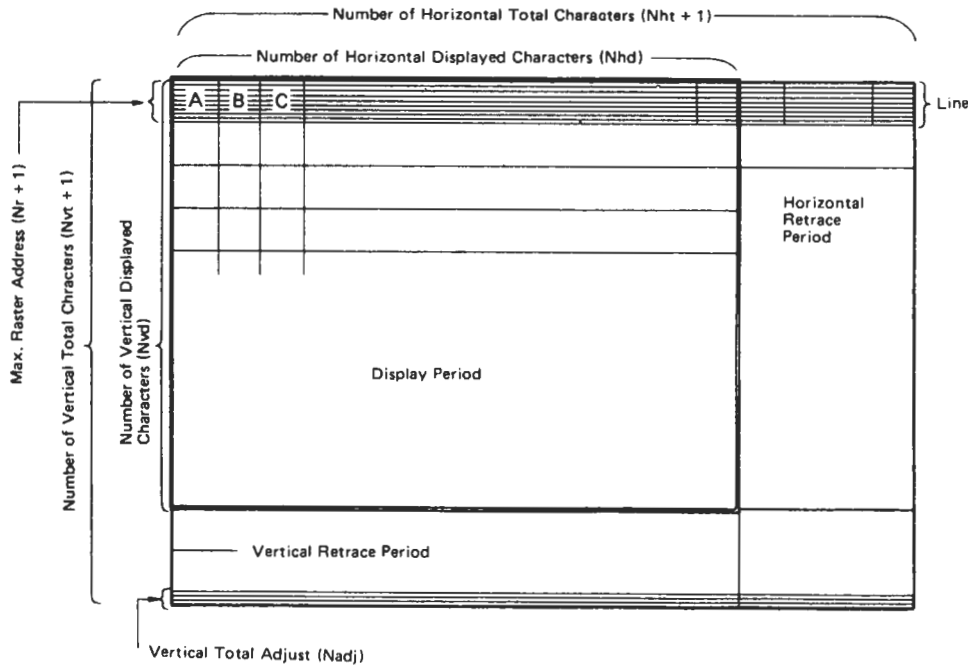 Number of Horizontal Total Characters (Nht + 1)
Number of Horizontal Displayed Characters (Nhd)
A B C
Line
Max. Raster Address (Nr + 1)
Number of Vertical Total Chracters (Nvt + 1)
Number of Vertical Displayed
Characters (Nvd)
Horizontal
Retrace
Period
Display Period
Vertical Retrace Period
Vertical Total Adjust (Nadj)